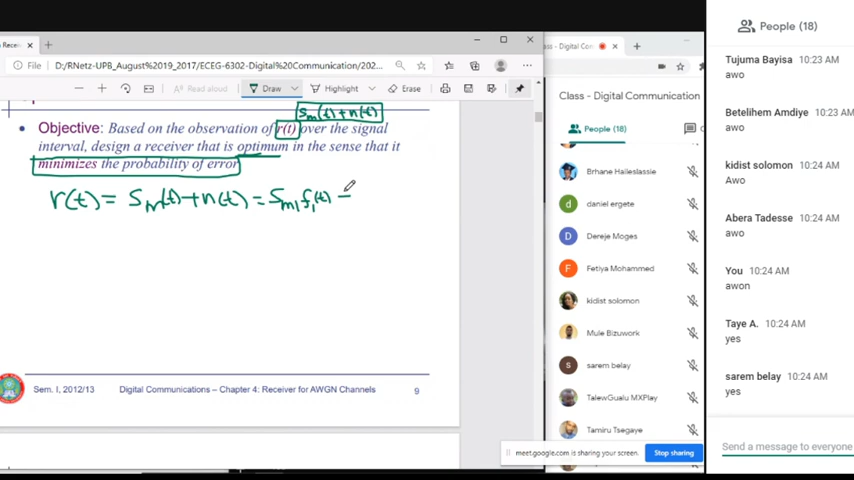 n Receiver
File
D:/RNetz-UPB_August%2019_2017/ECEG-6302-Digital%20Communication/202...
Read aloud
Draw
Highlight
Erase
sm(t)+n(t)
Objective: Based on the observation of r(t) over the signal
interval, design a receiver that is optimum in the sense that it
minimizes the probability of error
r(t) = Sm(t)+n(t) = Sm1 f1(t) –
Sem. I, 2012/13
Digital Communications – Chapter 4: Receiver for AWGN Channels
9
Class - Digital Com
Class - Digital Communication
People (18)
Brhane Haileslassie
daniel ergete
Dereje Moges
Fetiya Mohammed
kidist solomon
Mule Bizuwork
sarem belay
TalewGualu MXPlay
Tamiru Tsegaye
meet.google.com is sharing your screen.
Stop sharing
People (18)
Tujuma Bayisa 10:23 AM
awo
Betelihem Amdiye 10:23 A
awo
kidist solomon 10:24 AM
Awo
Abera Tadesse 10:24 AM
awo
You 10:24 AM
awon
Taye A. 10:24 AM
yes
sarem belay 10:24 AM
yes
Send a message to everyone